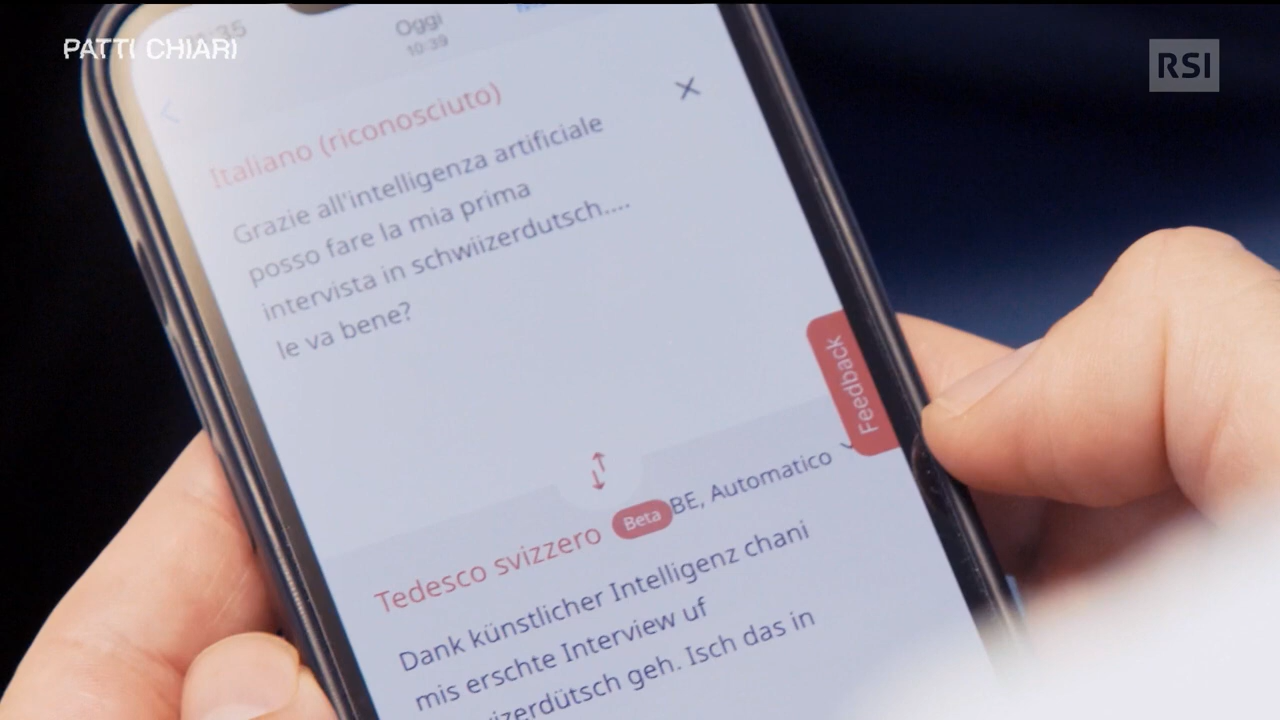 PATTI CHIARI
RSI
Oggi
10:39
Italiano (riconosciuto)
Grazie all'intelligenza artificiale
posso fare la mia prima
intervista in schwiizerdutsch....
le va bene?
Feedback
Tedesco svizzero Beta BE, Automatico
Dank künstlicher Intelligenz chani
mis erschte Interview uf
geh. Isch das in